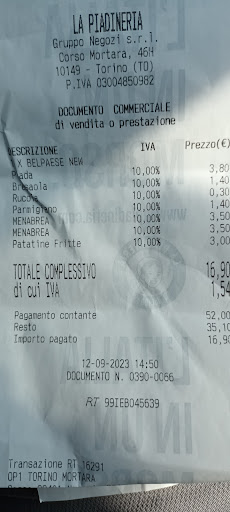 LA PIADINERIA
Gruppo Negozi s.r.l.
Corso Mortara, 46H
10149 - Torino (TO)
P.IVA 03004850982
DOCUMENTO COMMERCIALE
di vendita o prestazione
DESCRIZIONE IVA Prezzo(€)
X BELPAESE NEW
Piada 10,00% 3,80
Bresaola 10,00% 1,40
Rucola 10,00% 0,30
Parmigiano 10,00% 1,40
MENABREA 10,00% 3,50
MENABREA 10,00% 3,50
Patatine Fritte 10,00% 3,00
TOTALE COMPLESSIVO 16,90
di cui IVA 1,54
Pagamento contante 52,00
Resto 35,10
Importo pagato 16,90
12-09-2023 14:50
DOCUMENTO N. 0390-0066
RT 99IEB045639
Transazione RT 16291
OP1 TORINO MORTARA